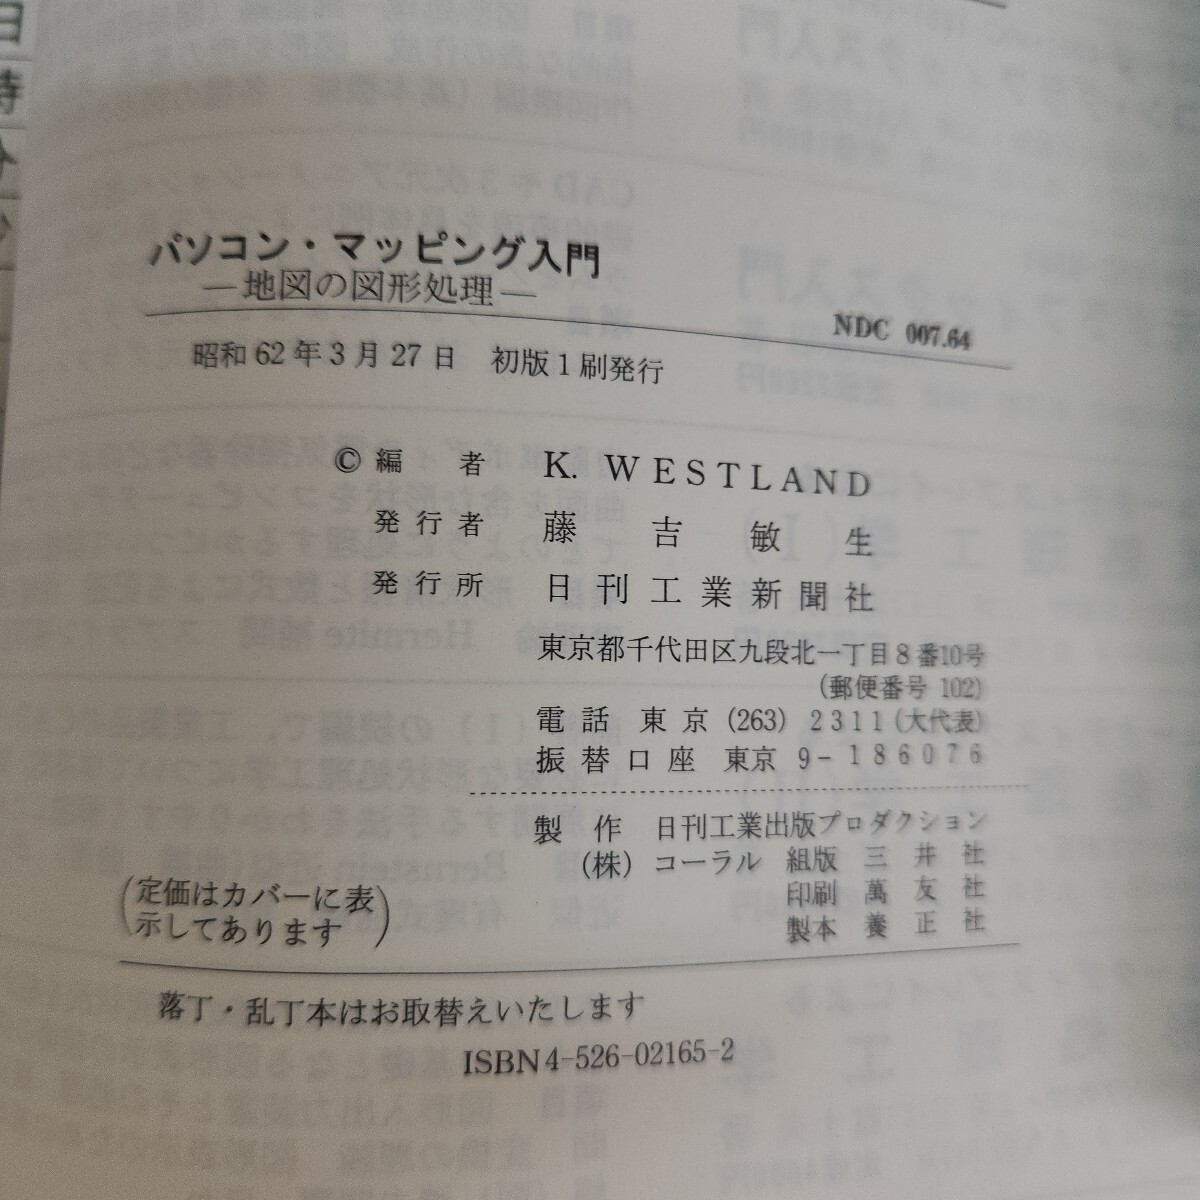 パソコン・マッピング入門
―地図の図形処理―
NDC 007.64
昭和62年3月27日 初版1刷発行
© 編者 K. WESTLAND
発行者 藤吉敏生
発行所 日刊工業新聞社
東京都千代田区九段北一丁目8番10号
(郵便番号 102)
電話 東京 (263) 2311 (大代表)
振替口座 東京 9-186076
製作 日刊工業出版プロダクション
(株) コーラル 組版 三井社
印刷 萬友社
製本 養正社
(定価はカバーに表
示してあります)
落丁・乱丁本はお取替えいたします
ISBN4-526-02165-2